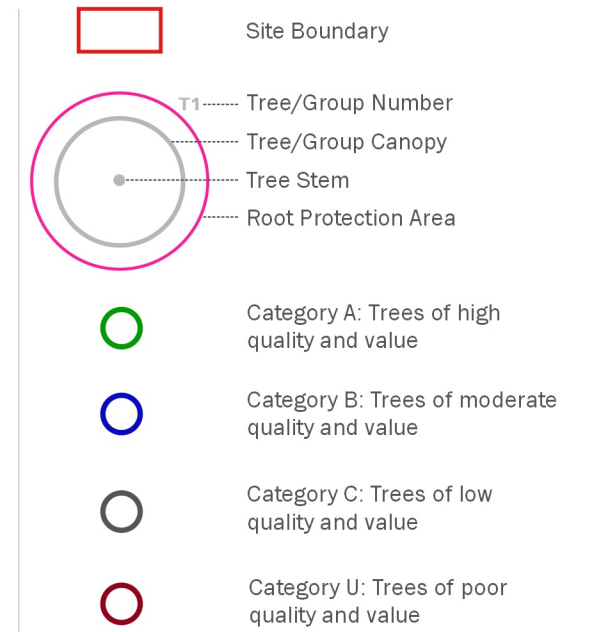 Site Boundary
T1
Tree/Group Number
Tree/Group Canopy
Tree Stem
Root Protection Area
Category A: Trees of high
quality and value
Category B: Trees of moderate
quality and value
Category C: Trees of low
quality and value
Category U: Trees of poor
quality and value